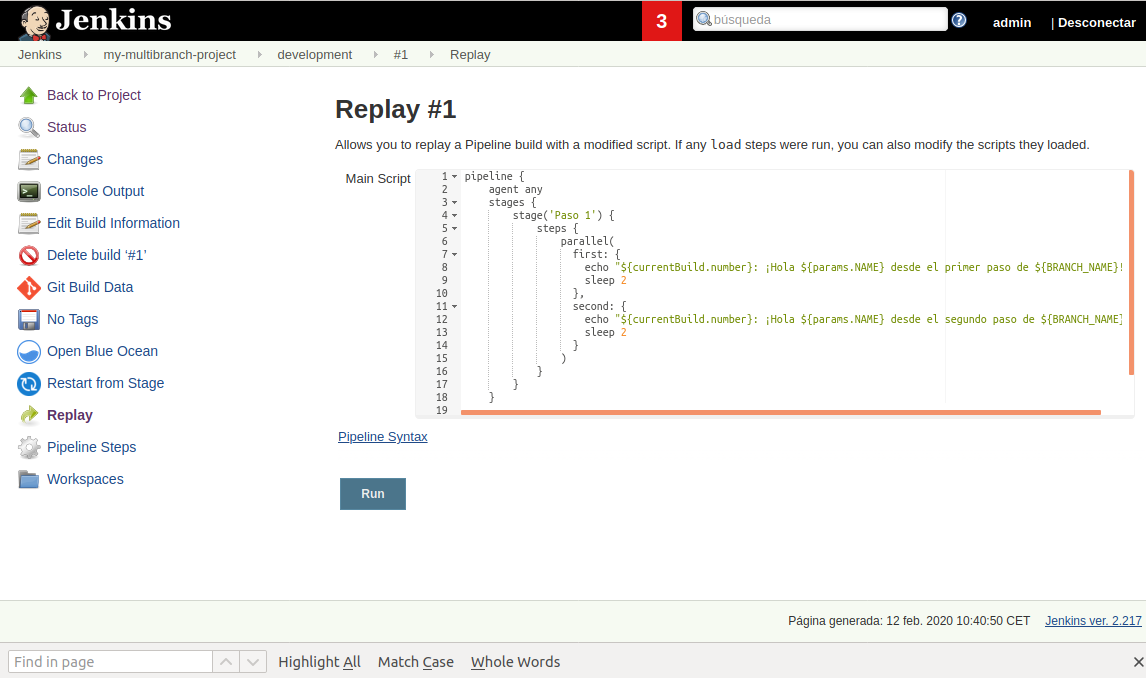 Jenkins
3
búsqueda
admin
| Desconectar
Jenkins
my-multibranch-project
development
#1
Replay
Back to Project
Status
Changes
Console Output
Edit Build Information
Delete build ‘#1’
Git Build Data
No Tags
Open Blue Ocean
Restart from Stage
Replay
Pipeline Steps
Workspaces
Replay #1
Allows you to replay a Pipeline build with a modified script. If any load steps were run, you can also modify the scripts they loaded.
Main Script
1 pipeline {
2 agent any
3 stages {
4 stage('Paso 1') {
5 steps {
6 parallel(
7 first: {
8 echo "${currentBuild.number}: ¡Hola ${params.NAME} desde el primer paso de ${BRANCH_NAME}!
9 sleep 2
10 },
11 second: {
12 echo "${currentBuild.number}: ¡Hola ${params.NAME} desde el segundo paso de ${BRANCH_NAME}
13 sleep 2
14 }
15 )
16 }
17 }
18 }
19
Pipeline Syntax
Run
Página generada: 12 feb. 2020 10:40:50 CET
Jenkins ver. 2.217
Find in page
Highlight All
Match Case
Whole Words